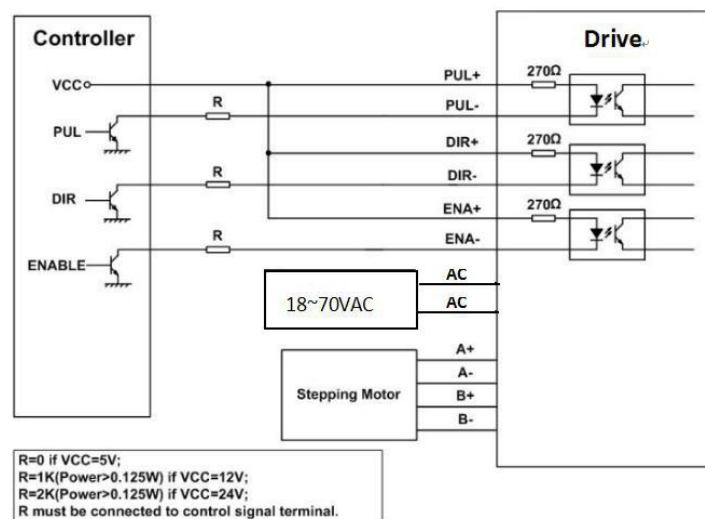 Controller
Drive
VCC
PUL+
270Ω
R
PUL-
PUL
DIR+
270Ω
R
DIR-
DIR
ENA+
270Ω
R
ENA-
ENABLE
AC
18~70VAC
AC
A+
A-
Stepping Motor
B+
B-
R=0 if VCC=5V;
R=1K(Power>0.125W) if VCC=12V;
R=2K(Power>0.125W) if VCC=24V;
R must be connected to control signal terminal.